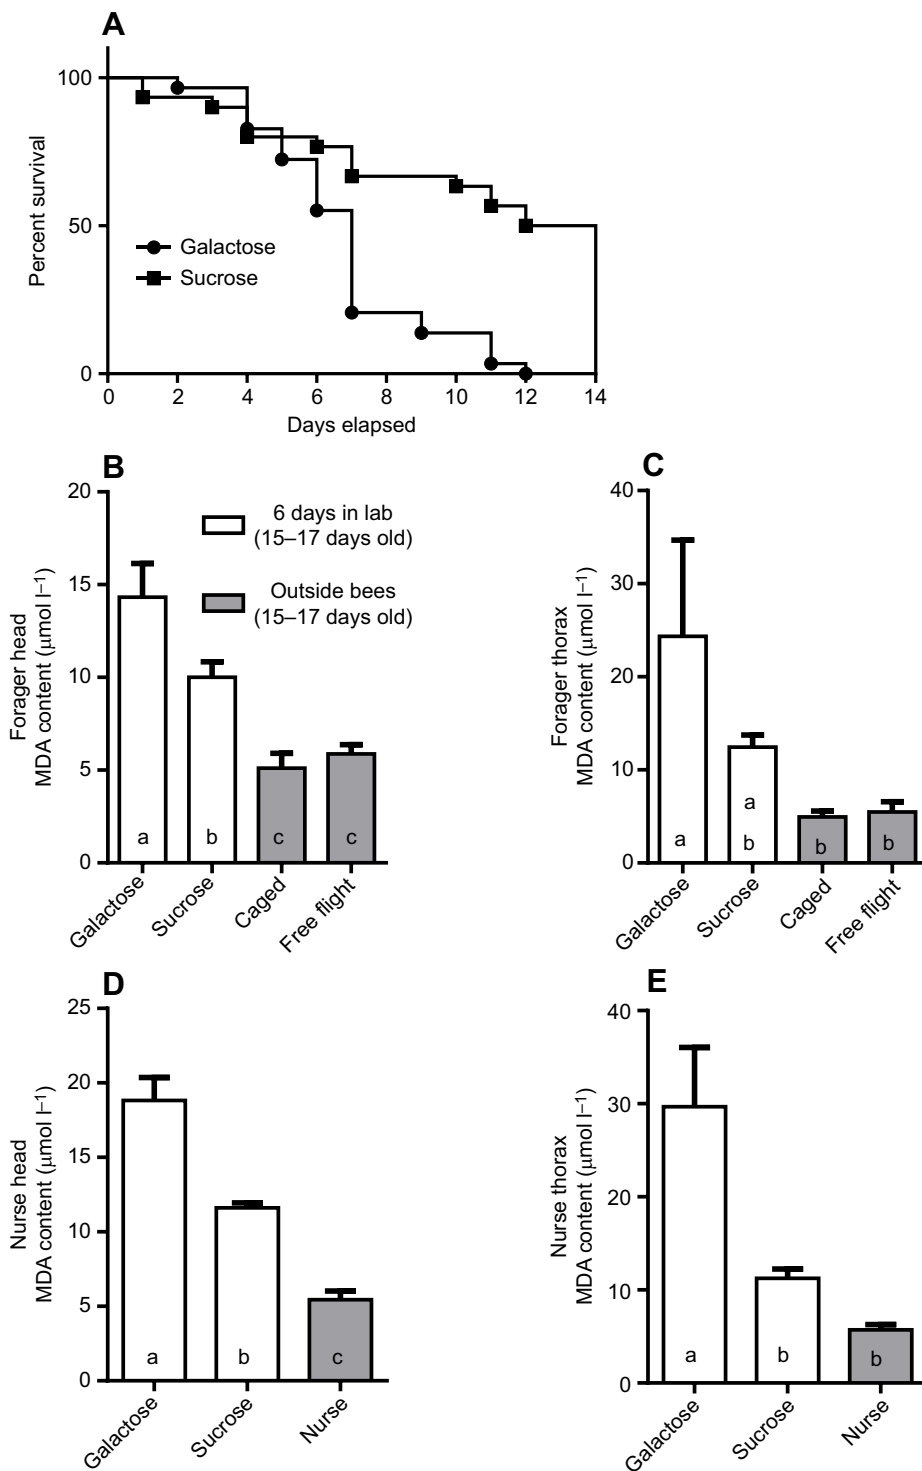 A
Percent survival
100
50
0
Galactose
Sucrose
0 2 4 6 8 10 12 14
Days elapsed
B
Forager head
MDA content (μmol l⁻¹)
20
15
10
5
0
6 days in lab
(15–17 days old)
Outside bees
(15–17 days old)
a b c c
Galactose Sucrose Caged Free flight
C
Forager thorax
MDA content (μmol l⁻¹)
40
30
20
10
0
a
a b b b
Galactose Sucrose Caged Free flight
D
Nurse head
MDA content (μmol l⁻¹)
25
20
15
10
5
0
a b c
Galactose Sucrose Nurse
E
Nurse thorax
MDA content (μmol l⁻¹)
40
30
20
10
0
a b b
Galactose Sucrose Nurse